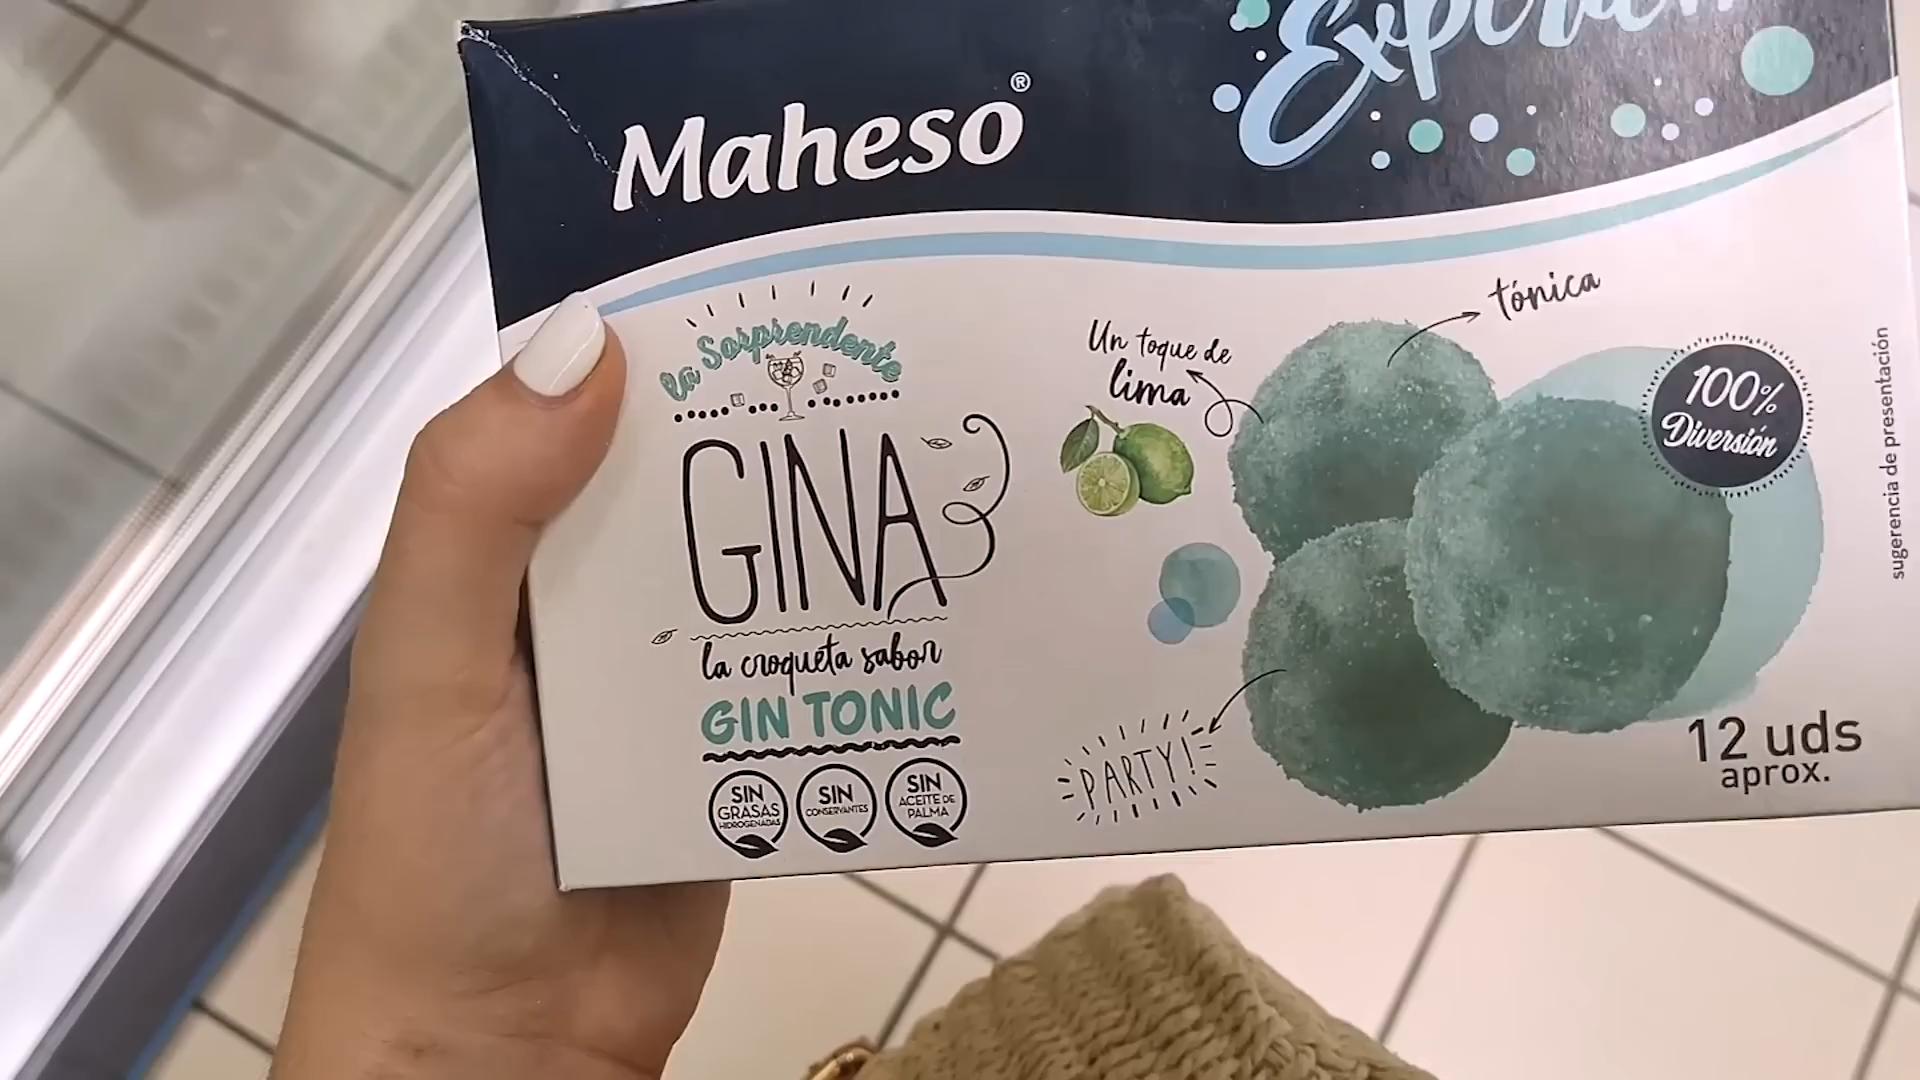 Maheso®
la Sorprendente
GINA
la croqueta sabor
GIN TONIC
SIN
GRASAS
HIDROGENADAS
SIN
CONSERVANTES
SIN
ACEITE DE
PALMA
Un toque de
lima
tónica
100%
Diversión
PARTY!
12 uds
aprox.
sugerencia de presentación